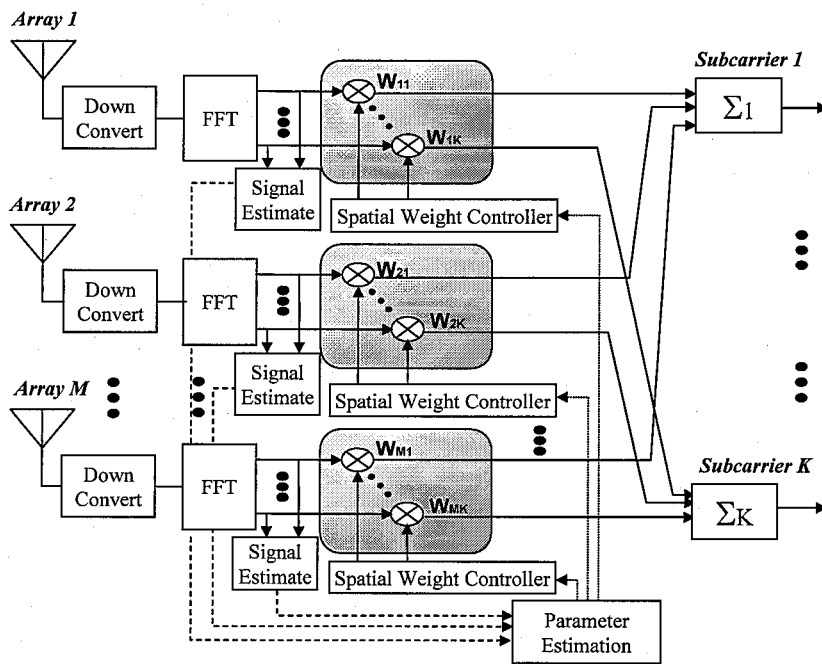 Array 1
Down
Convert
FFT
W11
W1K
Signal
Estimate
Spatial Weight Controller
Subcarrier 1
Σ1
Array 2
Down
Convert
FFT
W21
W2K
Signal
Estimate
Spatial Weight Controller
Array M
Down
Convert
FFT
WM1
WMK
Signal
Estimate
Spatial Weight Controller
Subcarrier K
ΣK
Parameter
Estimation